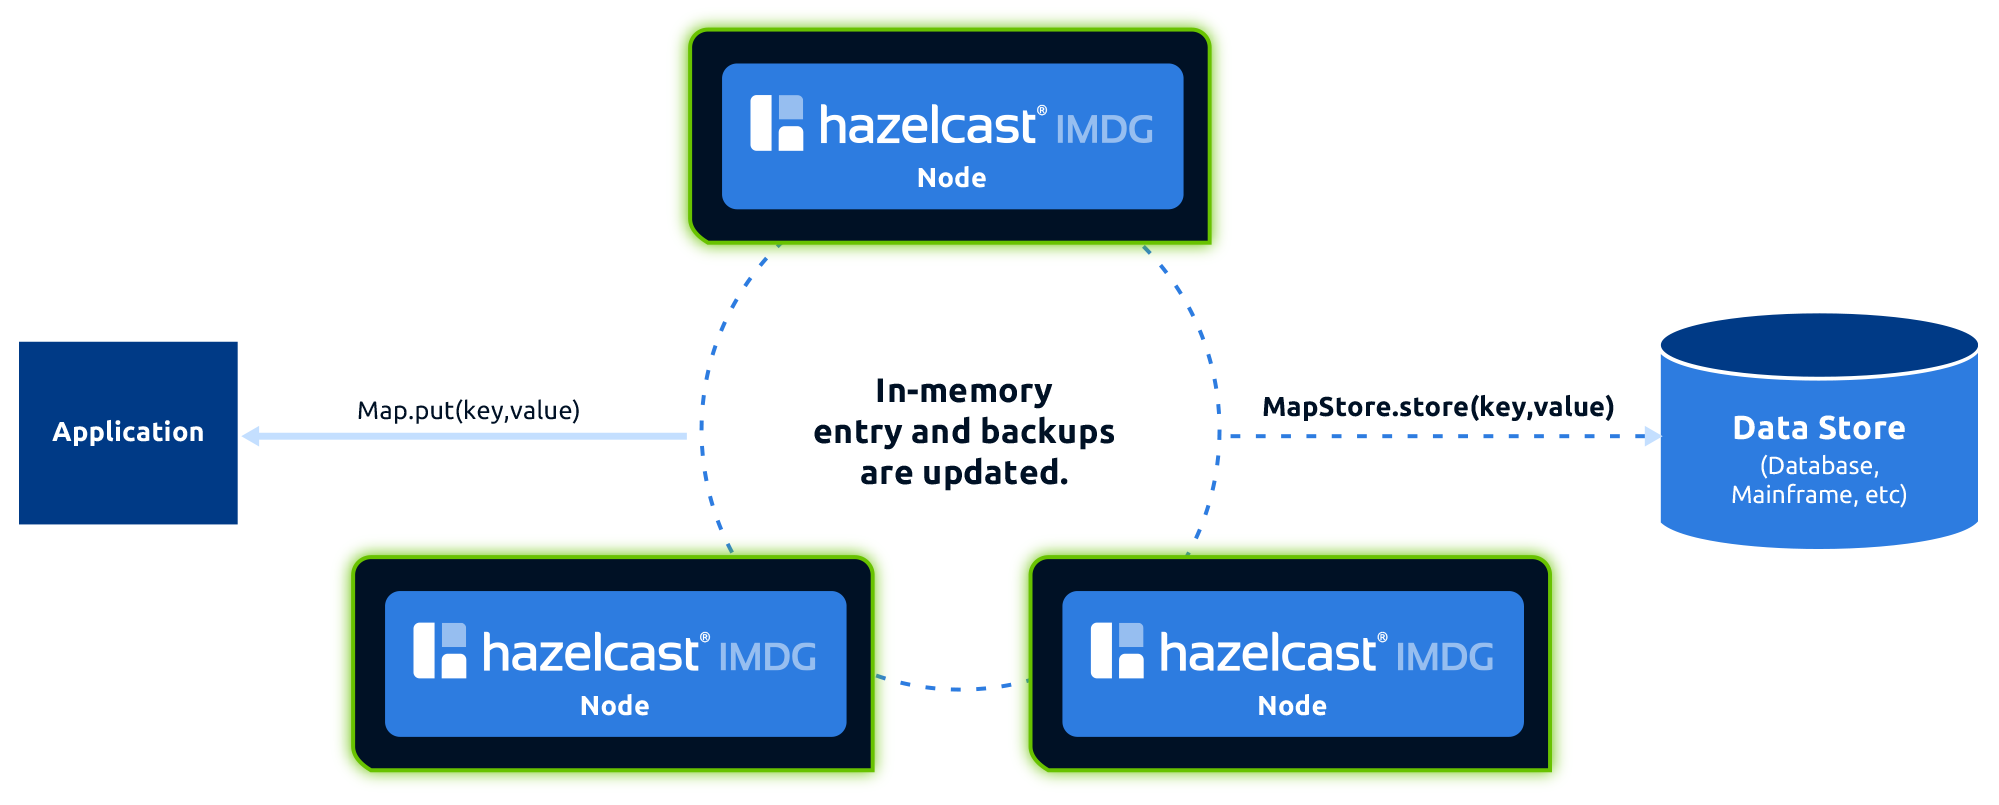 hazelcast® IMDG
Node
Application
Map.put(key,value)
In-memory
entry and backups
are updated.
MapStore.store(key,value)
Data Store
(Database,
Mainframe, etc)
hazelcast® IMDG
Node
hazelcast® IMDG
Node